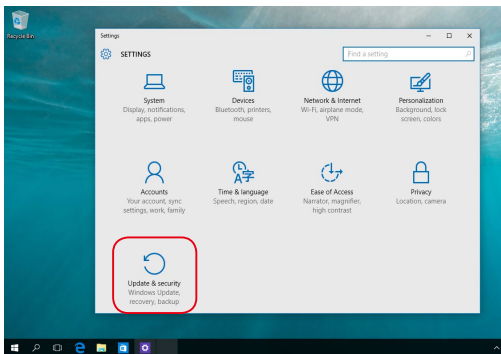 Recycle Bin
Settings
SETTINGS
Find a setting
System
Display, notifications,
apps, power
Devices
Bluetooth, printers,
mouse
Network & Internet
Wi-Fi, airplane mode,
VPN
Personalization
Background, lock
screen, colors
Accounts
Your account, sync
settings, work, family
Time & language
Speech, region, date
Ease of Access
Narrator, magnifier,
high contrast
Privacy
Location, camera
Update & security
Windows Update,
recovery, backup